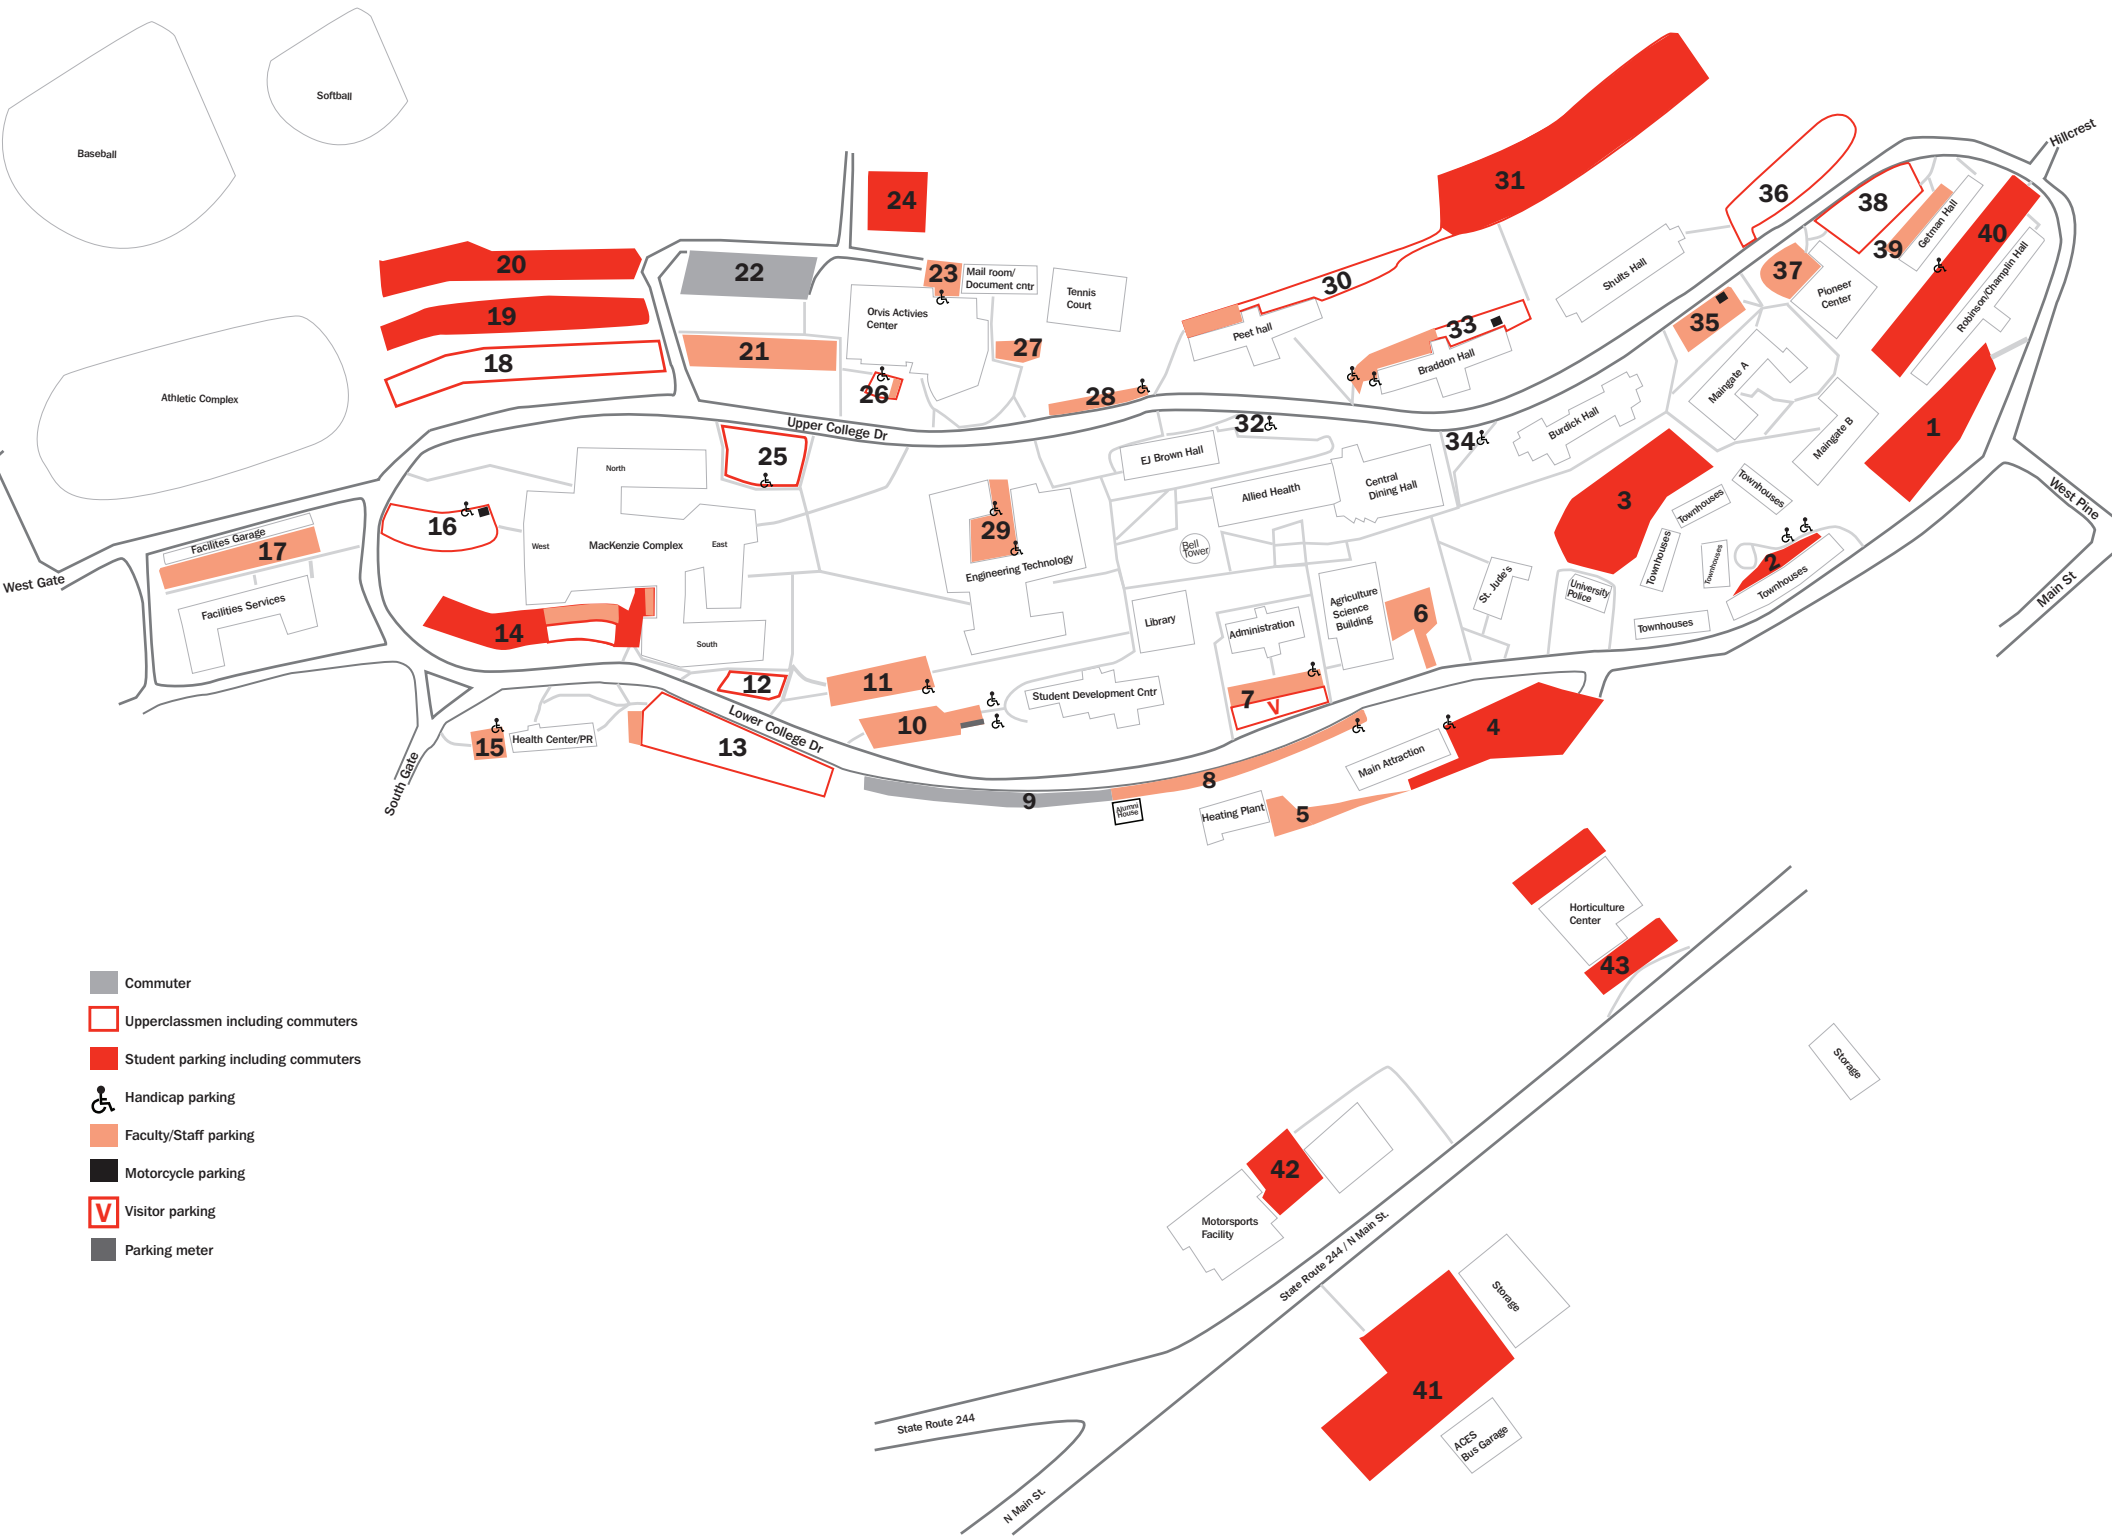 Baseball
Softball
Hillcrest
24
31
36
38
40
39
Getman Hall
Robinson/Champlin Hall
37
Pioneer
Center
35
Shults Hall
20
22
23
Mail room/
Document cntr
Tennis
Court
30
Peet hall
33
Braddon Hall
19
18
21
Orvis Activies
Center
27
26
28
Athletic Complex
Upper College Dr
32
34
EJ Brown Hall
Allied Health
Central
Dining Hall
Burdick Hall
Maingate A
Maingate B
1
West Pine
Main St
3
Townhouses
Townhouses
Townhouses
Townhouses
2
Townhouses
Townhouses
University
Police
St. Jude's
25
North
West
MacKenzie Complex
East
South
16
Facilites Garage
17
Facilities Services
West Gate
29
Engineering Technology
Bell
Tower
Library
Administration
Agriculture
Science
Building
6
14
12
11
10
Student Development Cntr
7
V
Lower College Dr
13
15
Health Center/PR
South Gate
9
8
Alumni
House
Heating Plant
5
Main Attraction
4
Horticulture
Center
43
Storage
42
Motorsports
Facility
State Route 244 / N Main St.
Storage
41
ACES
Bus Garage
State Route 244
N Main St.
Commuter
Upperclassmen including commuters
Student parking including commuters
Handicap parking
Faculty/Staff parking
Motorcycle parking
V Visitor parking
Parking meter